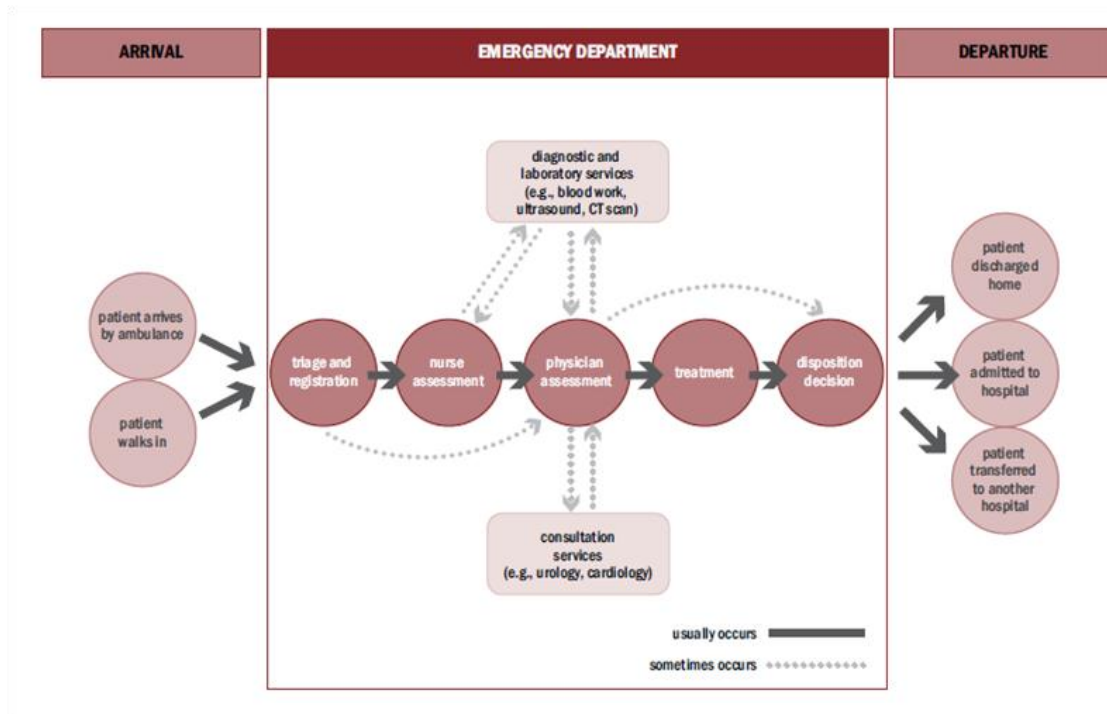 ARRIVAL
EMERGENCY DEPARTMENT
DEPARTURE
diagnostic and
laboratory services
(e.g., blood work,
ultrasound, CT scan)
patient arrives
by ambulance
patient
walks in
triage and
registration
nurse
assessment
physician
assessment
treatment
disposition
decision
patient
discharged
home
patient
admitted to
hospital
patient
transferred
to another
hospital
consultation
services
(e.g., urology, cardiology)
usually occurs
sometimes occurs